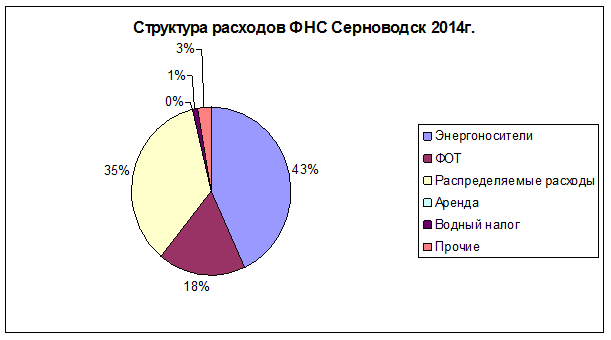 Структура расходов ФНС Серноводск 2014г.
3%
1%
0%
35%
43%
18%
Энергоносители
ФОТ
Распределяемые расходы
Аренда
Водный налог
Прочие